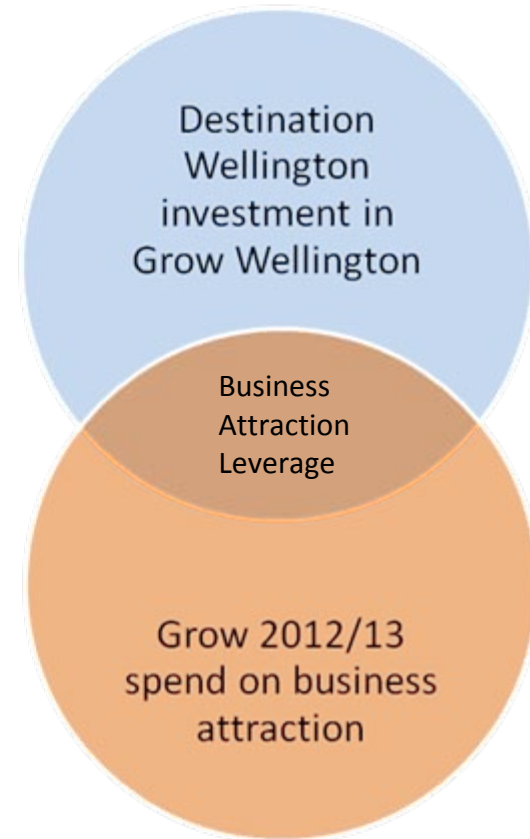 Destination
Wellington
investment in
Grow Wellington
Business
Attraction
Leverage
Grow 2012/13
spend on business
attraction